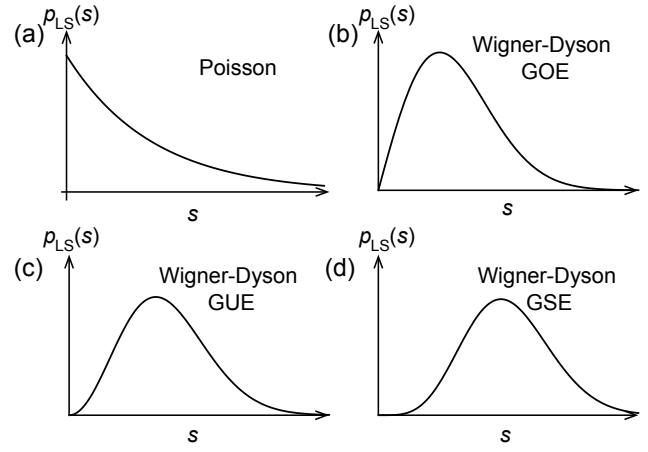 (a)
p_LS(s)
Poisson
s
(b)
p_LS(s)
Wigner-Dyson
GOE
s
(c)
p_LS(s)
Wigner-Dyson
GUE
s
(d)
p_LS(s)
Wigner-Dyson
GSE
s